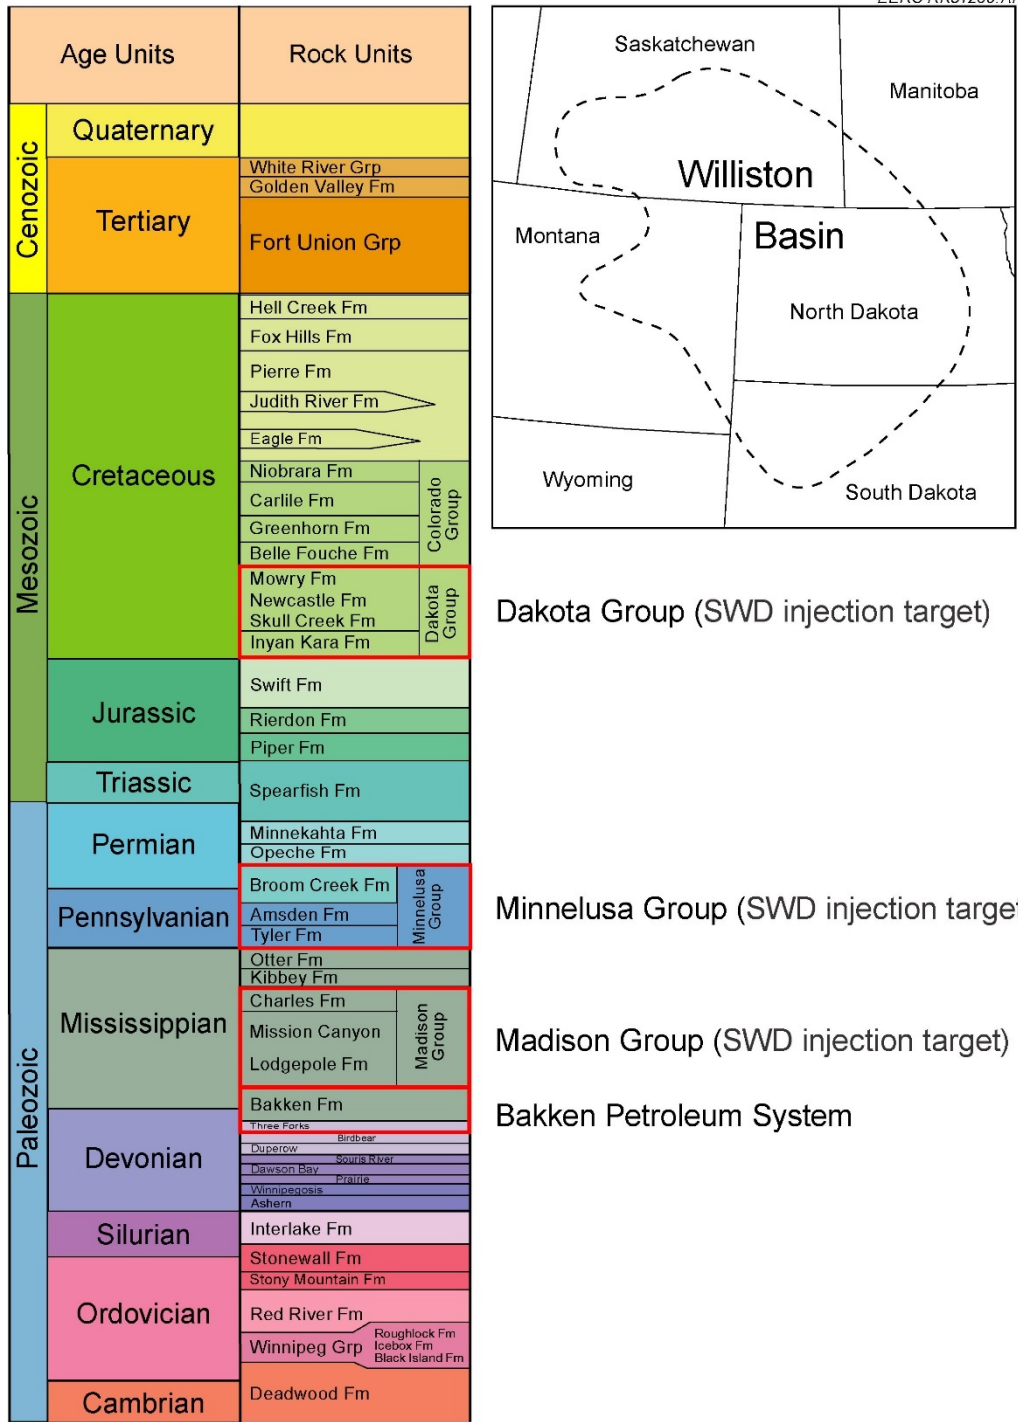 Age Units
Rock Units
Cenozoic
Quaternary
Tertiary
White River Grp
Golden Valley Fm
Fort Union Grp
Mesozoic
Cretaceous
Hell Creek Fm
Fox Hills Fm
Pierre Fm
Judith River Fm
Eagle Fm
Niobrara Fm
Carlile Fm
Greenhorn Fm
Belle Fouche Fm
Colorado
Group
Mowry Fm
Newcastle Fm
Skull Creek Fm
Inyan Kara Fm
Dakota
Group
Dakota Group (SWD injection target)
Jurassic
Swift Fm
Rierdon Fm
Piper Fm
Triassic
Spearfish Fm
Paleozoic
Permian
Minnekahta Fm
Opeche Fm
Broom Creek Fm
Pennsylvanian
Amsden Fm
Tyler Fm
Minnelusa
Group
Minnelusa Group (SWD injection target
Mississippian
Otter Fm
Kibbey Fm
Charles Fm
Mission Canyon
Lodgepole Fm
Madison
Group
Madison Group (SWD injection target)
Bakken Fm
Bakken Petroleum System
Devonian
Three Forks
Birdbear
Duperow
Souris River
Dawson Bay
Prairie
Winnipegosis
Ashern
Silurian
Interlake Fm
Ordovician
Stonewall Fm
Stony Mountain Fm
Red River Fm
Winnipeg Grp
Roughlock Fm
Icebox Fm
Black Island Fm
Cambrian
Deadwood Fm
Saskatchewan
Manitoba
Williston
Basin
Montana
North Dakota
Wyoming
South Dakota